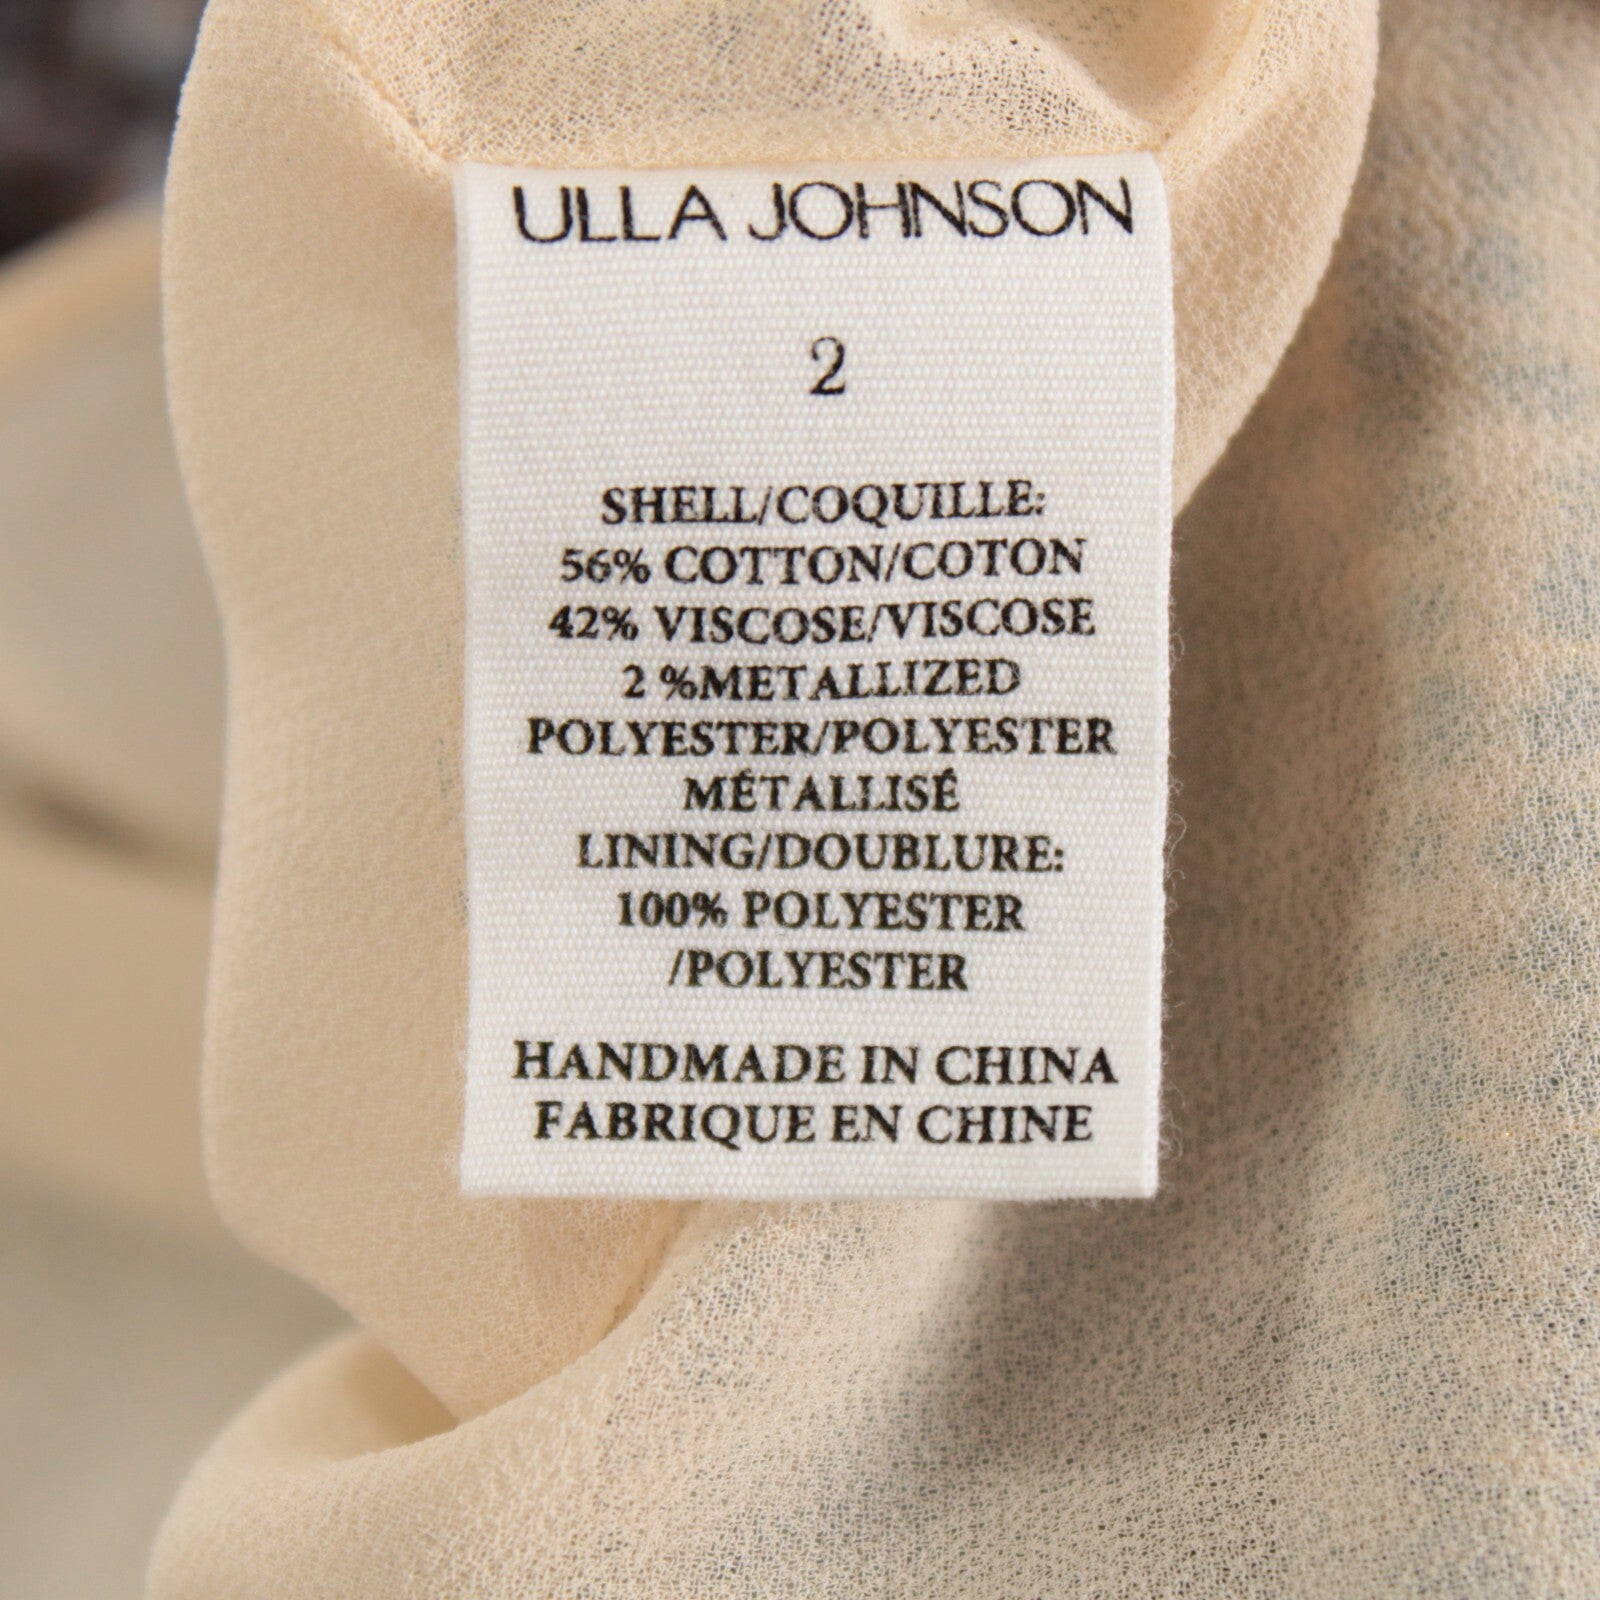 ULLA JOHNSON
2
SHELL/COQUILLE:
56% COTTON/COTON
42% VISCOSE/VISCOSE
2 %METALLIZED
POLYESTER/POLYESTER
MÉTALLISÉ
LINING/DOUBLURE:
100% POLYESTER
/POLYESTER
HANDMADE IN CHINA
FABRIQUE EN CHINE